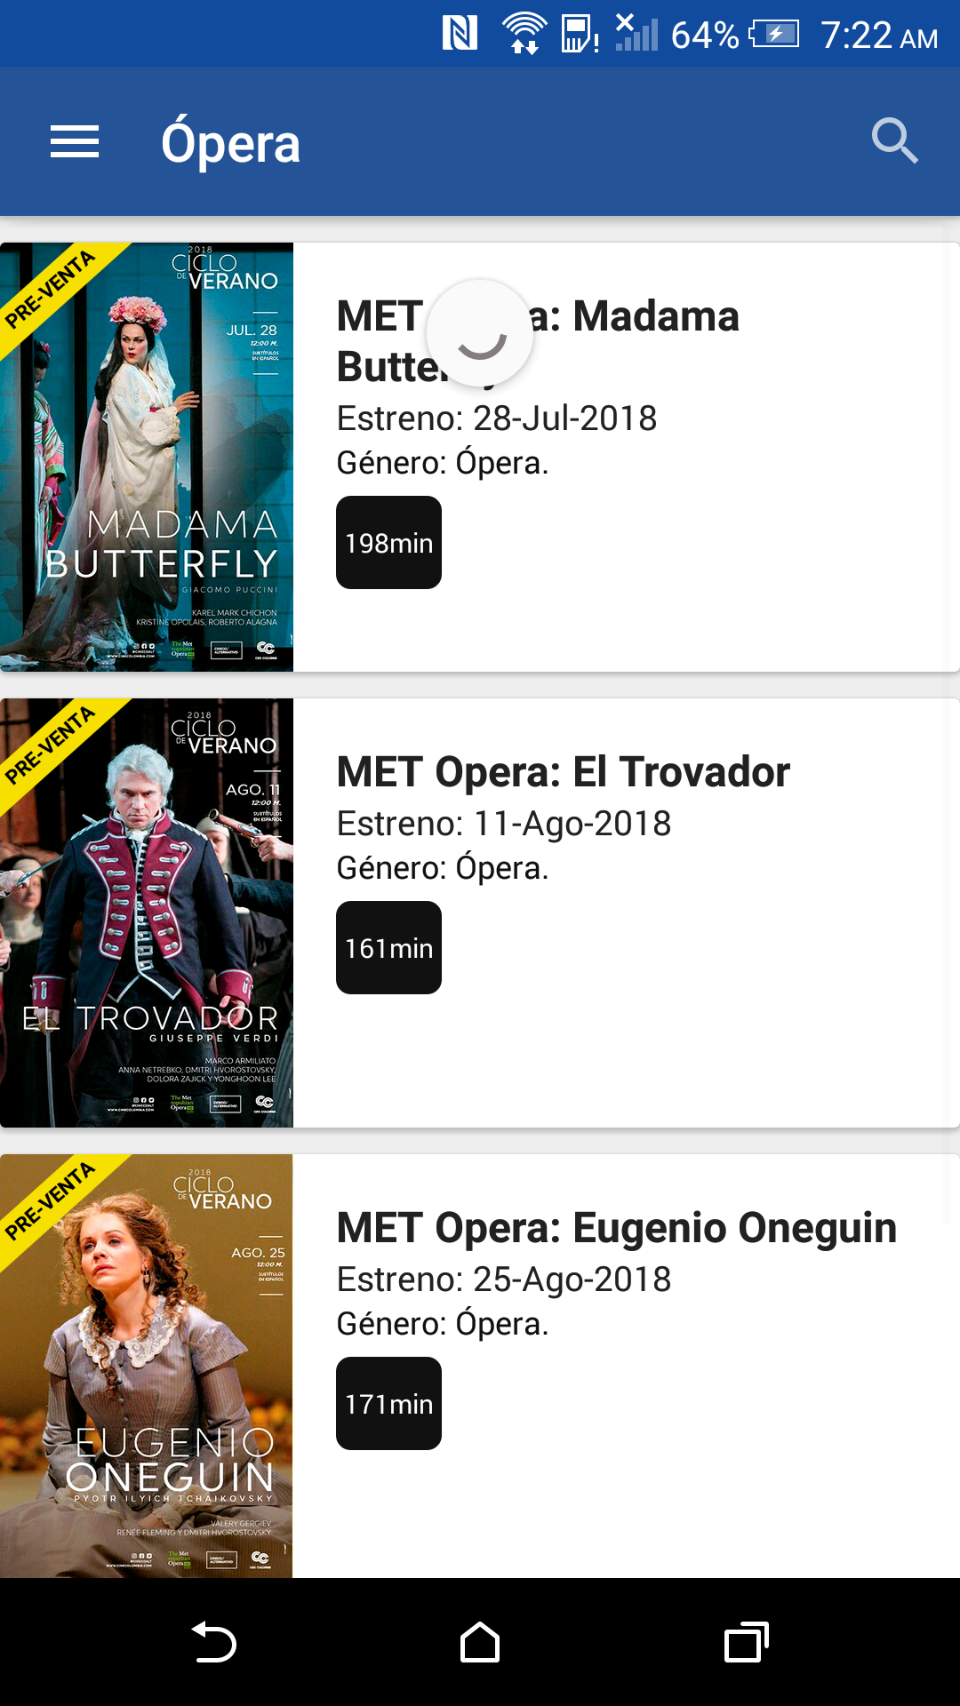 64% 7:22 AM
Ópera
PRE-VENTA
2018
CICLO
DE VERANO
JUL. 28
12:00 M.
SUBTÍTULOS
EN ESPAÑOL
MADAMA
BUTTERFLY
GIACOMO PUCCINI
KAREL MARK CHICHON
KRISTINE OPOLAIS, ROBERTO ALAGNA
MET a: Madama
Butte
Estreno: 28-Jul-2018
Género: Ópera.
198min
PRE-VENTA
2018
CICLO
DE VERANO
AGO. 11
12:00 M.
SUBTÍTULOS
EN ESPAÑOL
EL TROVADOR
GIUSEPPE VERDI
MARCO ARMILIATO
ANNA NETREBKO, DMITRI HVOROSTOVSKY,
DOLORA ZAJICK Y YONGHOON LEE
MET Opera: El Trovador
Estreno: 11-Ago-2018
Género: Ópera.
161min
PRE-VENTA
2018
CICLO
DE VERANO
AGO. 25
12:00 M.
SUBTÍTULOS
EN ESPAÑOL
EUGENIO
ONEGUIN
PYOTR ILYICH TCHAIKOVSKY
VALERY GERGIEV
RENÉE FLEMING Y DMITRI HVOROSTOVSKY
MET Opera: Eugenio Oneguin
Estreno: 25-Ago-2018
Género: Ópera.
171min